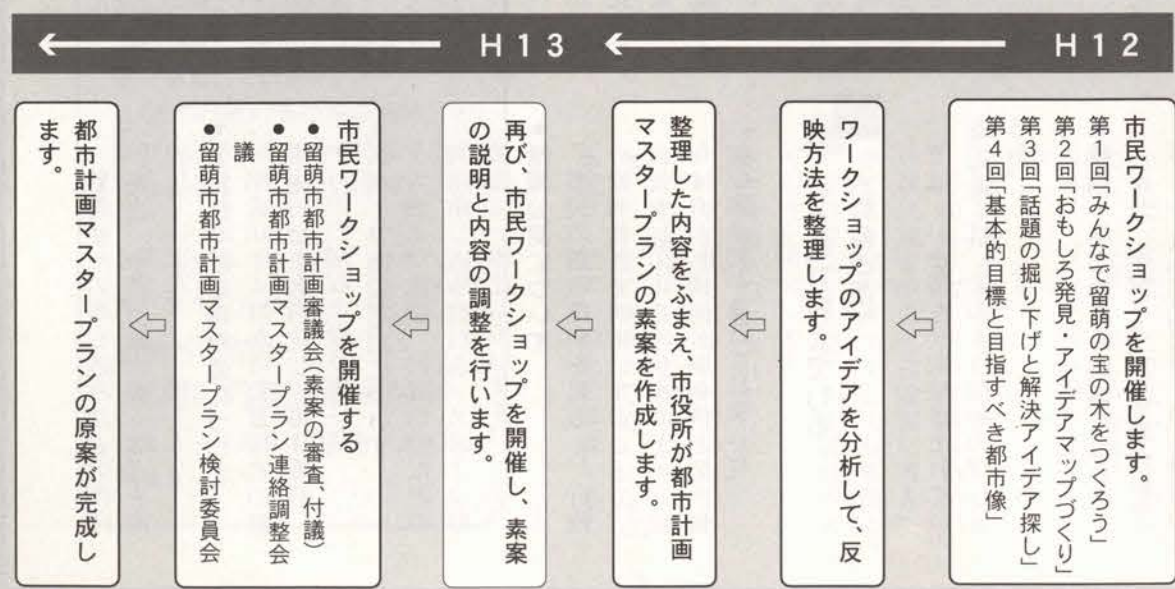 H12
H13
市民ワークショップを開催します。
第1回「みんなで留萌の宝の木をつくろう」
第2回「おもしろ発見・アイデアマップづくり」
第3回「話題の掘り下げと解決アイデア探し」
第4回「基本的目標と目指すべき都市像」
ワークショップのアイデアを分析して、反
映方法を整理します。
整理した内容をふまえ、市役所が都市計画
マスタープランの素案を作成します。
再び、市民ワークショップを開催し、素案
の説明と内容の調整を行います。
市民ワークショップを開催する
●留萌市都市計画審議会（素案の審査、付議）
●留萌市都市計画マスタープラン連絡調整会
議
●留萌市都市計画マスタープラン検討委員会
都市計画マスタープランの原案が完成し
ます。